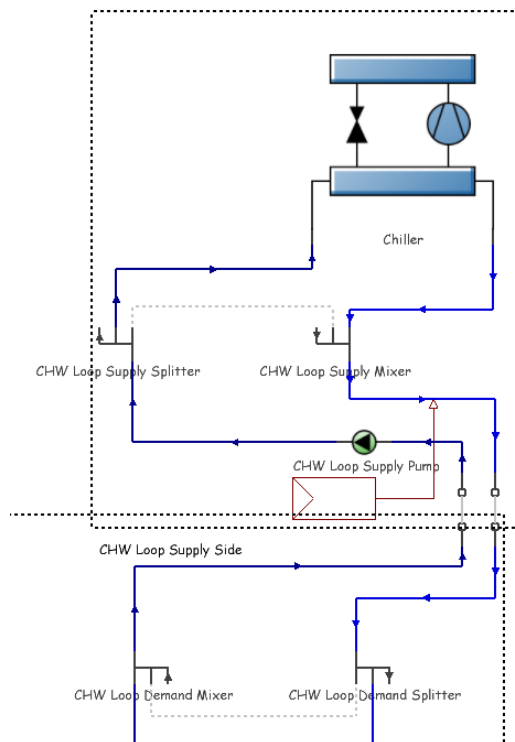 Chiller
CHW Loop Supply Splitter
CHW Loop Supply Mixer
CHW Loop Supply Pump
CHW Loop Supply Side
CHW Loop Demand Mixer
CHW Loop Demand Splitter